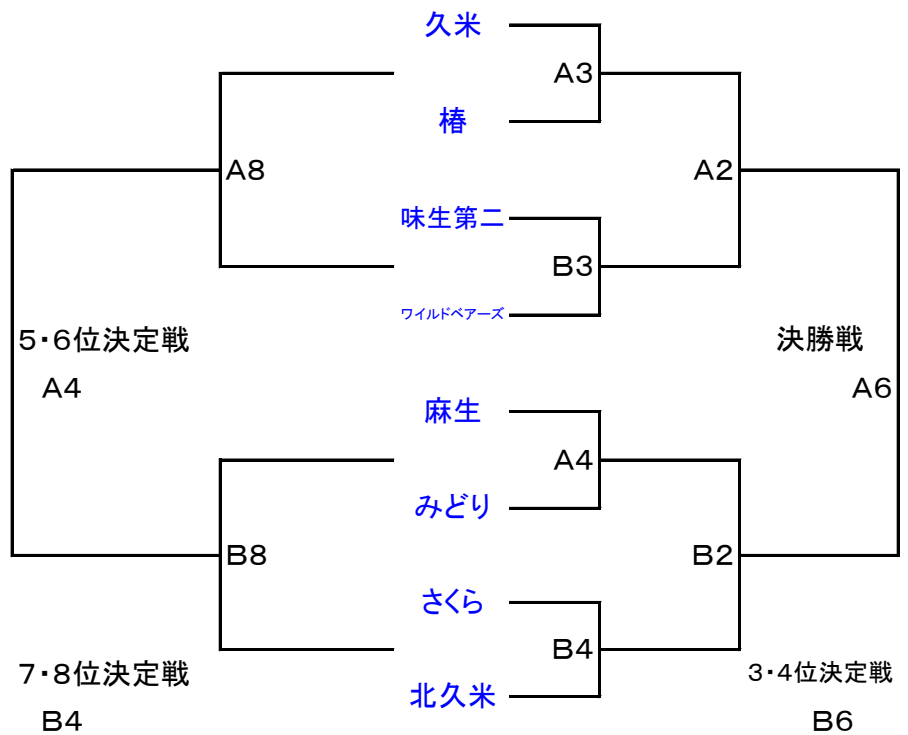 久米
A3
椿
A8
A2
味生第二
B3
ワイルドベアーズ
5・6位決定戦
決勝戦
A4
A6
麻生
A4
みどり
B8
B2
さくら
B4
7・8位決定戦
3・4位決定戦
北久米
B4
B6